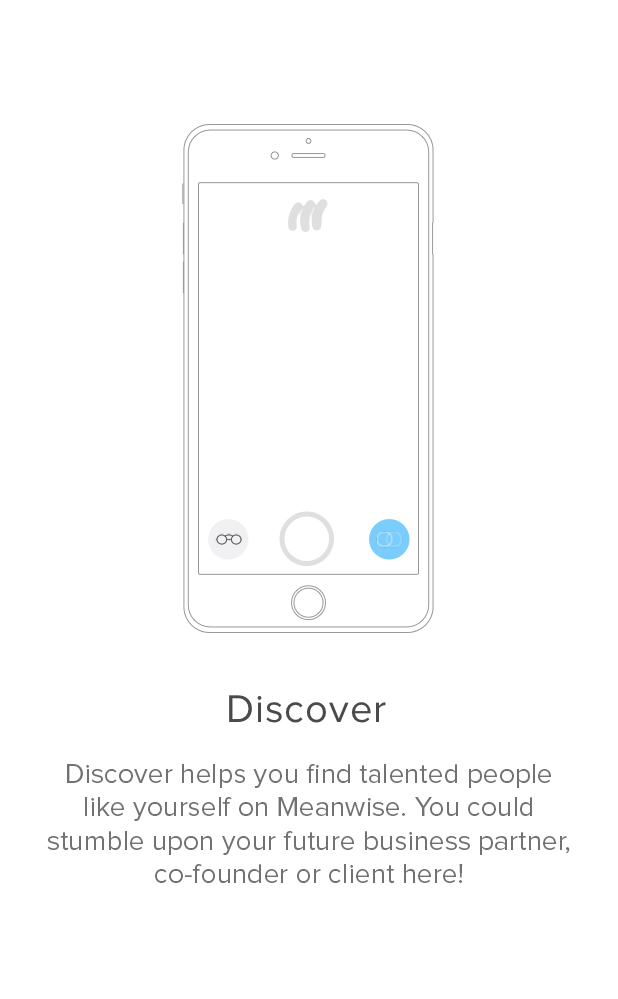 Discover
Discover helps you find talented people
like yourself on Meanwise. You could
stumble upon your future business partner,
co-founder or client here!